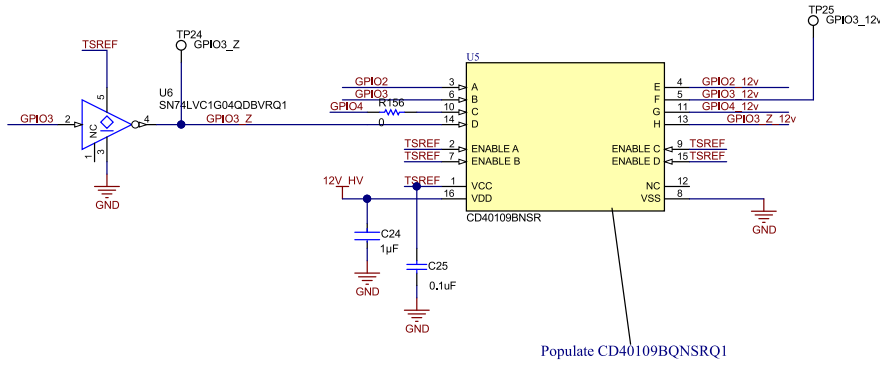 TP25
GPIO3_12v
TP24
GPIO3_Z
TSREF
U5
U6
SN74LVC1G04QDBVRQ1
5
GPIO3
2
NC
4
1
3
GND
GPIO3_Z
GPIO2
3
A
E
4
GPIO2_12v
GPIO3
6
B
F
5
GPIO3_12v
GPIO4
R156
0
10
C
G
11
GPIO4_12v
14
D
H
13
GPIO3_Z_12v
TSREF
2
ENABLE A
ENABLE C
9
TSREF
TSREF
7
ENABLE B
ENABLE D
15
TSREF
12V_HV
TSREF
1
VCC
NC
12
16
VDD
VSS
8
CD40109BNSR
GND
C24
1µF
GND
C25
0.1uF
GND
Populate CD40109BQNSRQ1